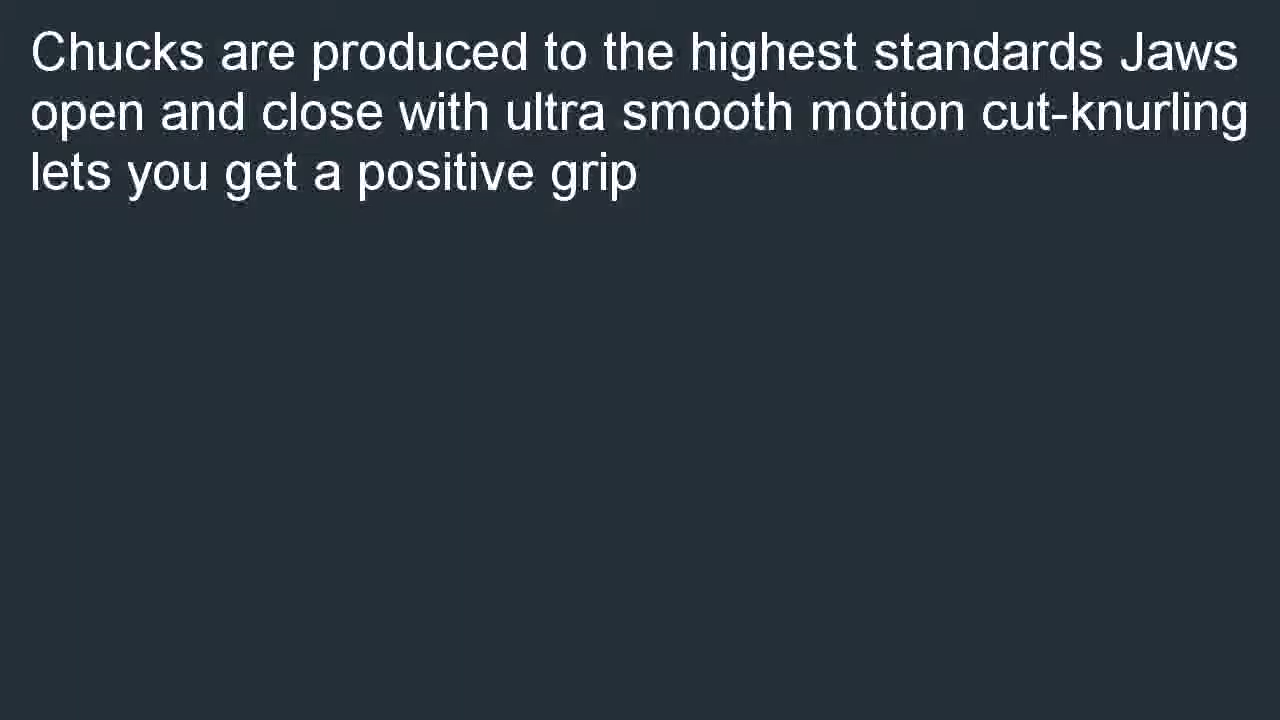 Chucks are produced to the highest standards Jaws
open and close with ultra smooth motion cut-knurling
lets you get a positive grip